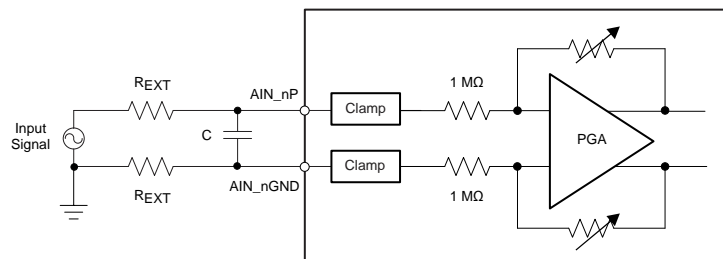 REXT
AIN_nP
Clamp
1 MΩ
Input
Signal
C
PGA
Clamp
REXT
AIN_nGND
1 MΩ